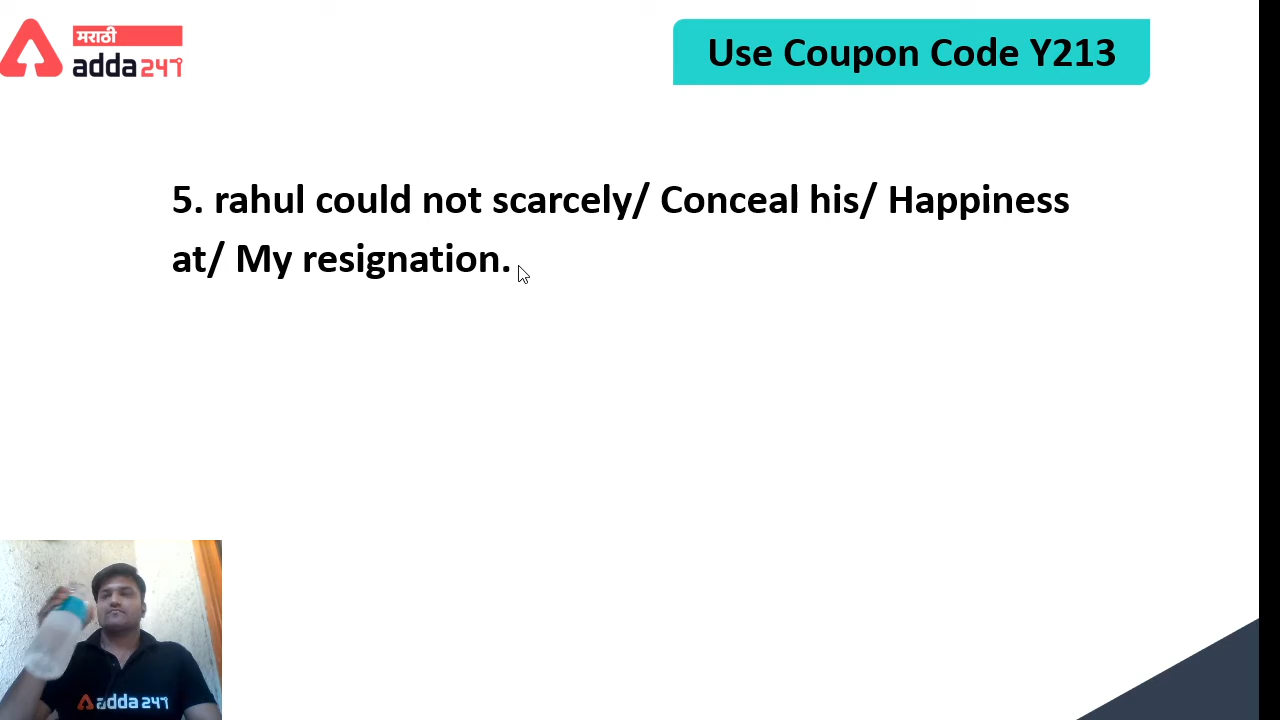 मराठी
adda247
Use Coupon Code Y213
5. rahul could not scarcely/ Conceal his/ Happiness
at/ My resignation.
adda247